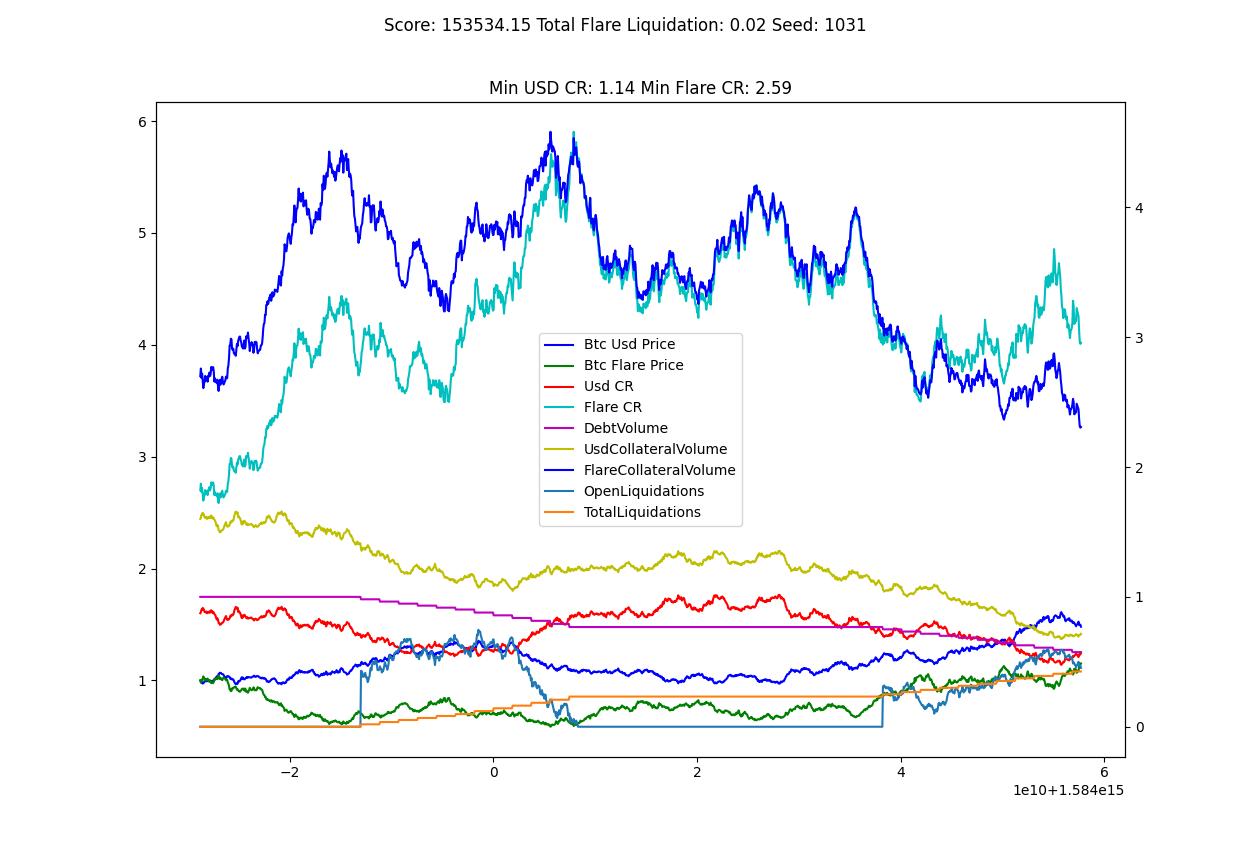 Score: 153534.15 Total Flare Liquidation: 0.02 Seed: 1031
Min USD CR: 1.14 Min Flare CR: 2.59
6
5
4
3
2
1
4
3
2
1
0
Btc Usd Price
Btc Flare Price
Usd CR
Flare CR
DebtVolume
UsdCollateralVolume
FlareCollateralVolume
OpenLiquidations
TotalLiquidations
−2 0 2 4 6
1e10+1.584e15